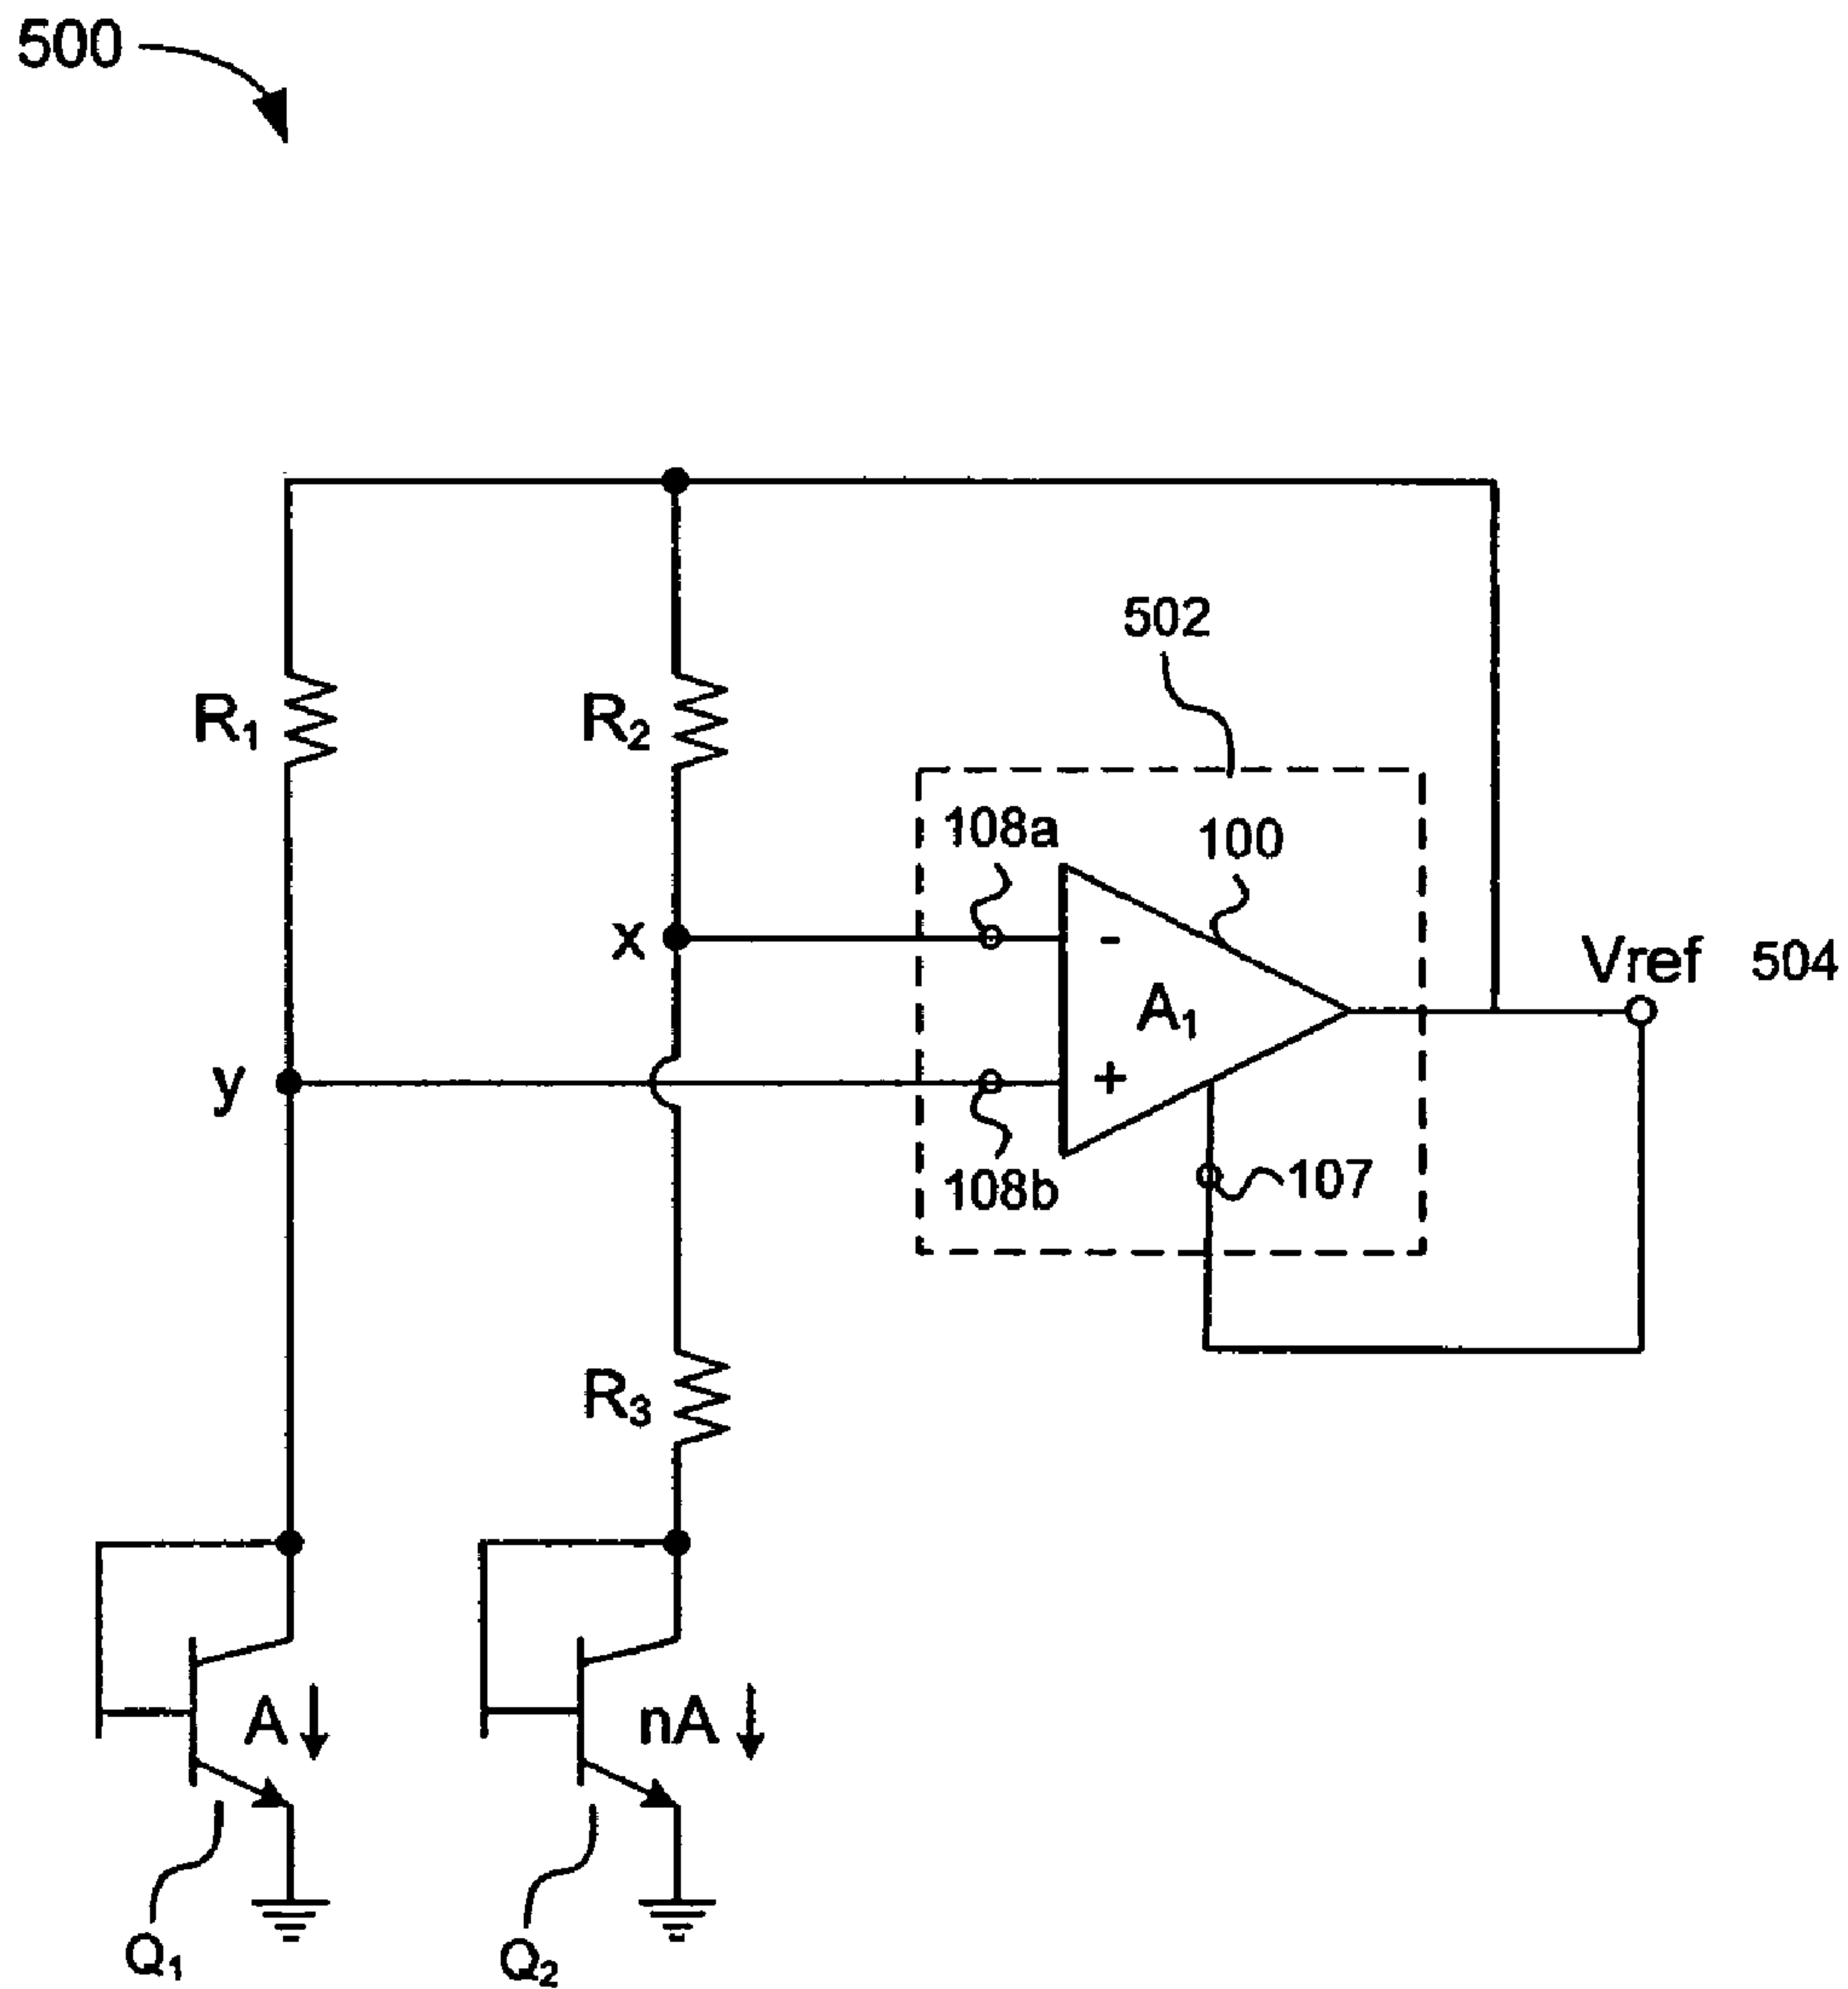 500
502
R₁
R₂
108a
100
x
-
Vref 504
A₁
y
+
108b
107
R₃
A
nA
Q₁
Q₂